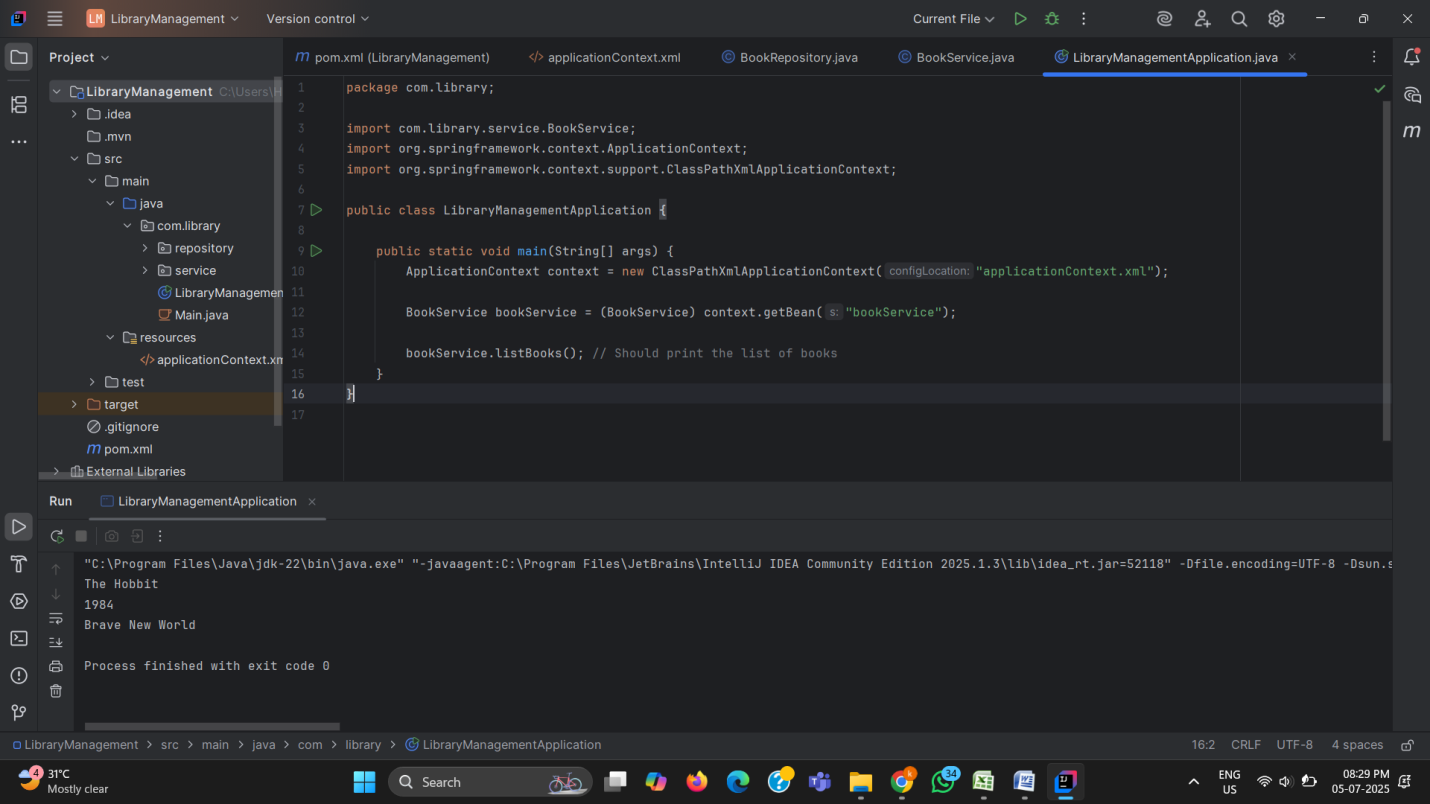 LM LibraryManagement Version control Current File
Project
pom.xml (LibraryManagement) applicationContext.xml BookRepository.java BookService.java LibraryManagementApplication.java
LibraryManagement C:\Users\H
.idea
.mvn
src
main
java
com.library
repository
service
LibraryManagemen
Main.java
resources
applicationContext.xm
test
target
.gitignore
pom.xml
External Libraries
1 package com.library;
2
3 import com.library.service.BookService;
4 import org.springframework.context.ApplicationContext;
5 import org.springframework.context.support.ClassPathXmlApplicationContext;
6
7 public class LibraryManagementApplication {
8
9 public static void main(String[] args) {
10 ApplicationContext context = new ClassPathXmlApplicationContext( configLocation: "applicationContext.xml");
11
12 BookService bookService = (BookService) context.getBean( s: "bookService");
13
14 bookService.listBooks(); // Should print the list of books
15 }
16 }
17
Run LibraryManagementApplication
"C:\Program Files\Java\jdk-22\bin\java.exe" "-javaagent:C:\Program Files\JetBrains\IntelliJ IDEA Community Edition 2025.1.3\lib\idea_rt.jar=52118" -Dfile.encoding=UTF-8 -Dsun.s
The Hobbit
1984
Brave New World
Process finished with exit code 0
LibraryManagement > src > main > java > com > library > LibraryManagementApplication 16:2 CRLF UTF-8 4 spaces
4 31°C
Mostly clear
Search
34
ENG
US
08:29 PM
05-07-2025